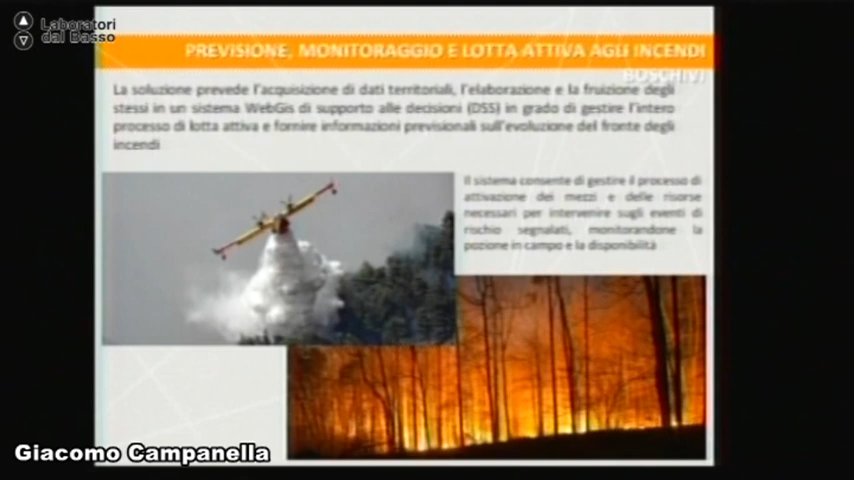 Laboratori
dal Basso
PREVISIONE, MONITORAGGIO E LOTTA ATTIVA AGLI INCENDI
BOSCHIVI
La soluzione prevede l'acquisizione di dati territoriali, l'elaborazione e la fruizione degli
stessi in un sistema WebGis di supporto alle decisioni (DSS) in grado di gestire l'intero
processo di lotta attiva e fornire informazioni previsionali sull'evoluzione del fronte degli
incendi
Il sistema consente di gestire il processo di
attivazione dei mezzi e delle risorse
necessari per intervenire sugli eventi di
rischio segnalati, monitorandone la
pozione in campo e la disponibilità
Giacomo Campanella